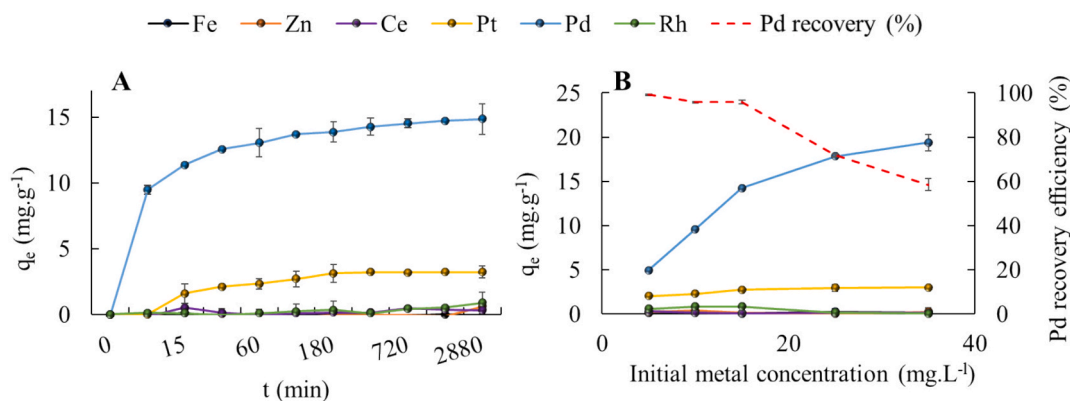 Fe Zn Ce Pt Pd Rh Pd recovery (%)
A
15
10
5
0
qₑ (mg.g⁻¹)
0 15 60 180 720 2880
t (min)
B
25
20
15
10
5
0
qₑ (mg.g⁻¹)
100
80
60
40
20
0
Pd recovery efficiency (%)
0 20 40
Initial metal concentration (mg.L⁻¹)